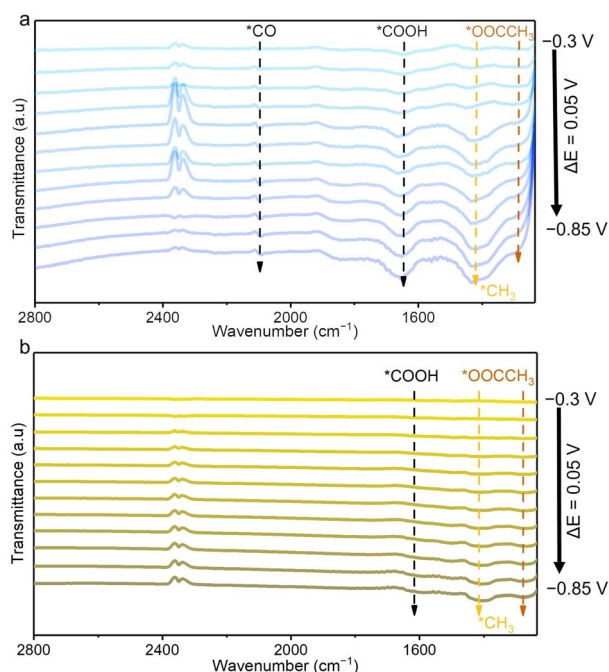 a
*CO
*COOH
*OOCCH₃
−0.3 V
ΔE = 0.05 V
−0.85 V
*CH₃
Transmittance (a.u)
2800
2400
2000
1600
Wavenumber (cm⁻¹)
b
*COOH
*OOCCH₃
−0.3 V
ΔE = 0.05 V
−0.85 V
*CH₃
Transmittance (a.u)
2800
2400
2000
1600
Wavenumber (cm⁻¹)